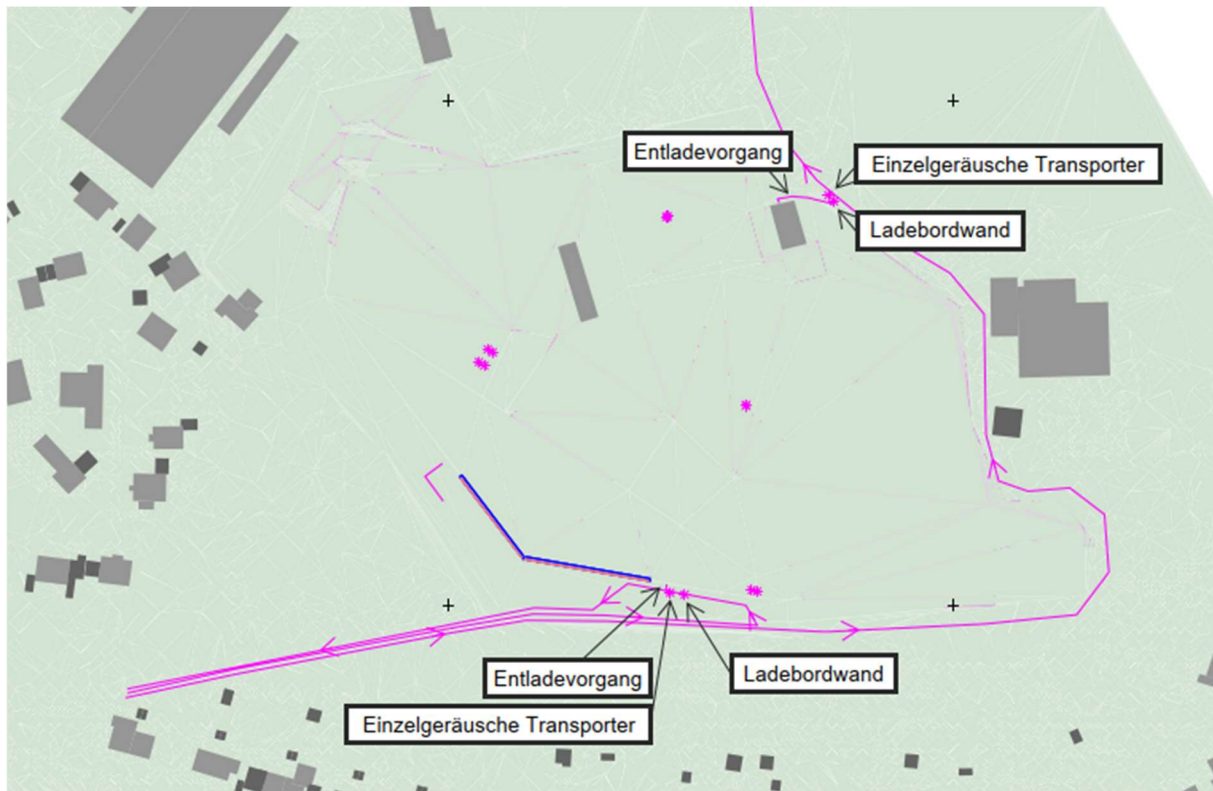 Entladevorgang
Einzelgeräusche Transporter
Ladebordwand
Entladevorgang
Ladebordwand
Einzelgeräusche Transporter